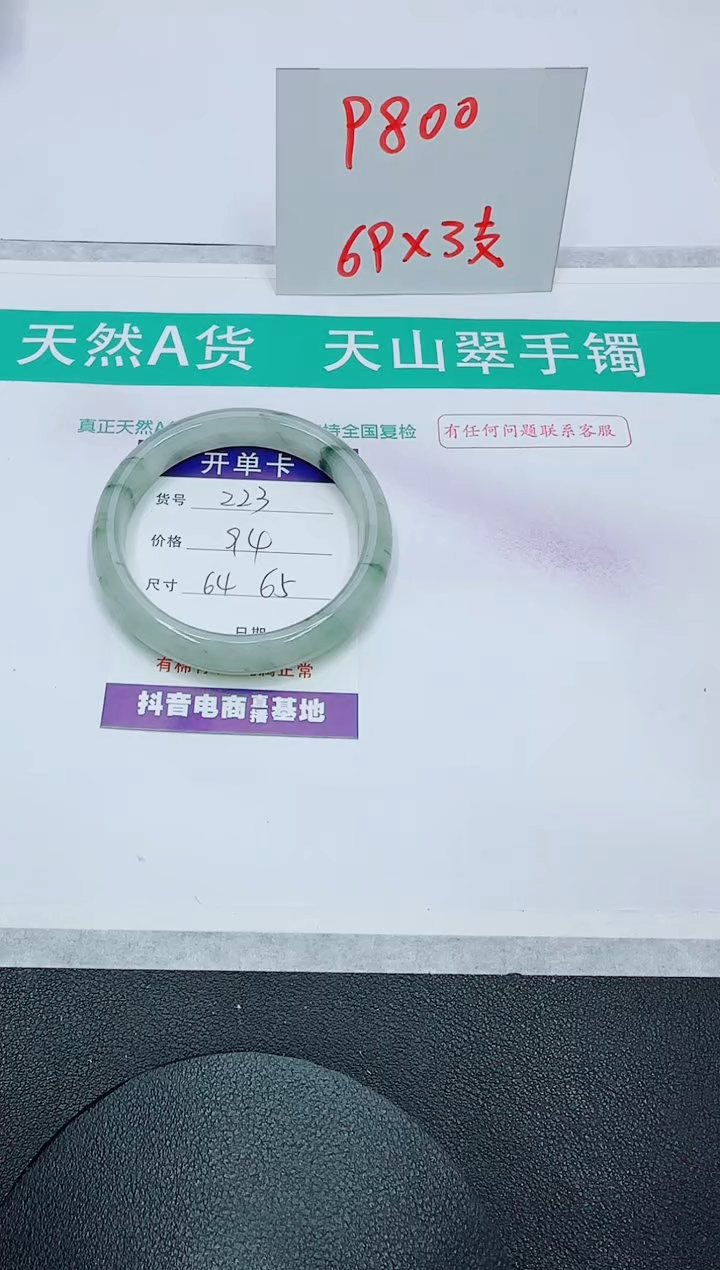 P800
6P×3支
天然A货 天山翠手镯
真正天然A
持全国复检
有任何问题联系客服
开单卡
货号 223
价格 94
尺寸 64 65
日期
有棉
属正常
抖音电商直播基地